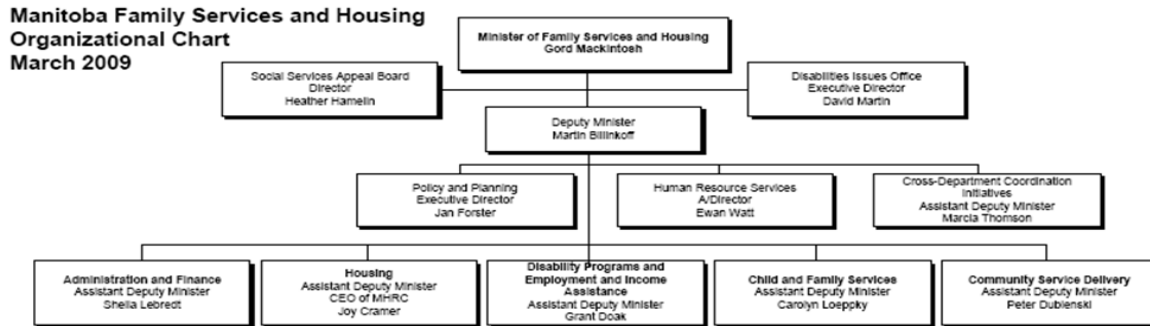 Manitoba Family Services and Housing
Organizational Chart
March 2009
Minister of Family Services and Housing
Gord Mackintosh
Social Services Appeal Board
Director
Heather Hamelin
Disabilities Issues Office
Executive Director
David Martin
Deputy Minister
Martin Billinkoff
Policy and Planning
Executive Director
Jan Forster
Human Resource Services
A/Director
Ewan Watt
Cross-Department Coordination
Initiatives
Assistant Deputy Minister
Marcia Thomson
Administration and Finance
Assistant Deputy Minister
Sheila Lebredt
Housing
Assistant Deputy Minister
CEO of MHRC
Joy Cramer
Disability Programs and
Employment and Income
Assistance
Assistant Deputy Minister
Grant Doak
Child and Family Services
Assistant Deputy Minister
Carolyn Loeppky
Community Service Delivery
Assistant Deputy Minister
Peter Dubienski